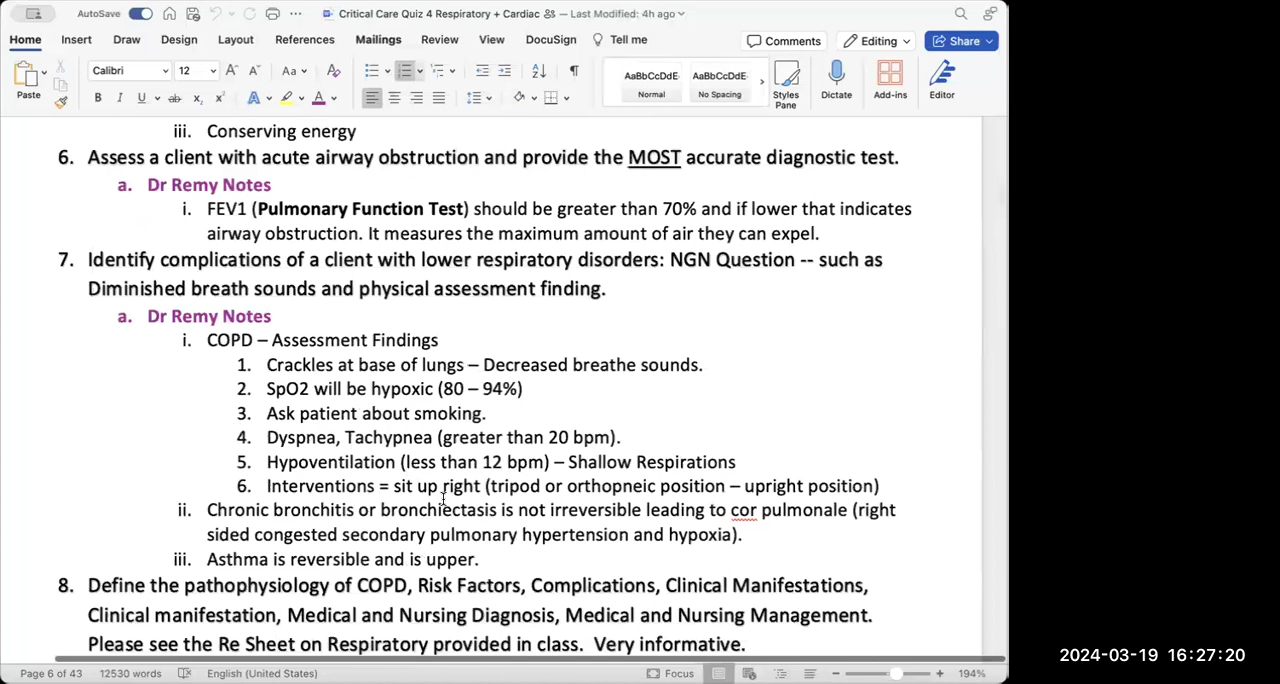 AutoSave
Critical Care Quiz 4 Respiratory + Cardiac — Last Modified: 4h ago
Home Insert Draw Design Layout References Mailings Review View DocuSign Tell me Comments Editing Share
Calibri 12 Aa AaBbCcDdE AaBbCcDdE
Paste B I U ab x₂ x² A A Normal No Spacing Styles Pane Dictate Add-ins Editor
iii. Conserving energy
6. Assess a client with acute airway obstruction and provide the MOST accurate diagnostic test.
a. Dr Remy Notes
i. FEV1 (Pulmonary Function Test) should be greater than 70% and if lower that indicates
airway obstruction. It measures the maximum amount of air they can expel.
7. Identify complications of a client with lower respiratory disorders: NGN Question -- such as
Diminished breath sounds and physical assessment finding.
a. Dr Remy Notes
i. COPD – Assessment Findings
1. Crackles at base of lungs – Decreased breathe sounds.
2. SpO2 will be hypoxic (80 – 94%)
3. Ask patient about smoking.
4. Dyspnea, Tachypnea (greater than 20 bpm).
5. Hypoventilation (less than 12 bpm) – Shallow Respirations
6. Interventions = sit up right (tripod or orthopneic position – upright position)
ii. Chronic bronchitis or bronchiectasis is not irreversible leading to cor pulmonale (right
sided congested secondary pulmonary hypertension and hypoxia).
iii. Asthma is reversible and is upper.
8. Define the pathophysiology of COPD, Risk Factors, Complications, Clinical Manifestations,
Clinical manifestation, Medical and Nursing Diagnosis, Medical and Nursing Management.
Please see the Re Sheet on Respiratory provided in class. Very informative.
2024-03-19 16:27:20
Page 6 of 43 12530 words English (United States) Focus 194%